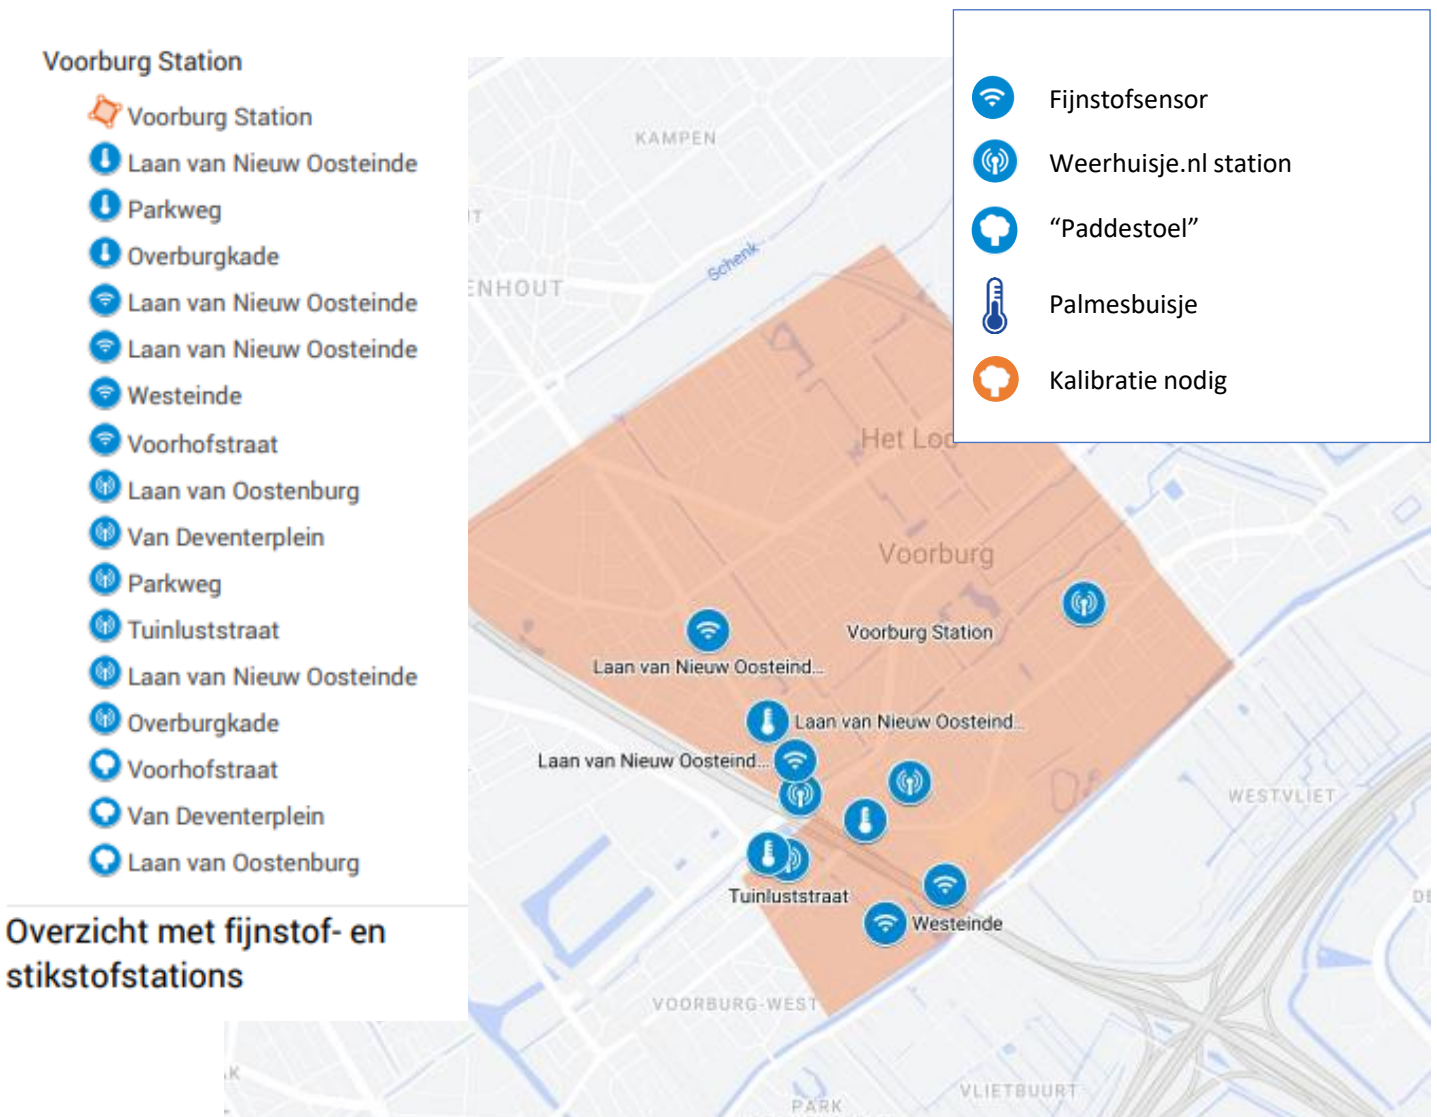 Voorburg Station
Voorburg Station
Laan van Nieuw Oosteinde
Parkweg
Overburgkade
Laan van Nieuw Oosteinde
Laan van Nieuw Oosteinde
Westeinde
Voorhofstraat
Laan van Oostenburg
Van Deventerplein
Parkweg
Tuinluststraat
Laan van Nieuw Oosteinde
Overburgkade
Voorhofstraat
Van Deventerplein
Laan van Oostenburg
Overzicht met fijnstof- en
stikstofstations
Fijnstofsensor
Weerhuisje.nl station
“Paddestoel”
Palmesbuisje
Kalibratie nodig
KAMPEN
Schenk
ENHOUT
Het Loo
Voorburg
Voorburg Station
Laan van Nieuw Oosteind...
Laan van Nieuw Oosteind...
Laan van Nieuw Oosteind...
WESTVLIET
Tuinluststraat
Westeinde
VOORBURG-WEST
VLIETBUURT
PARK